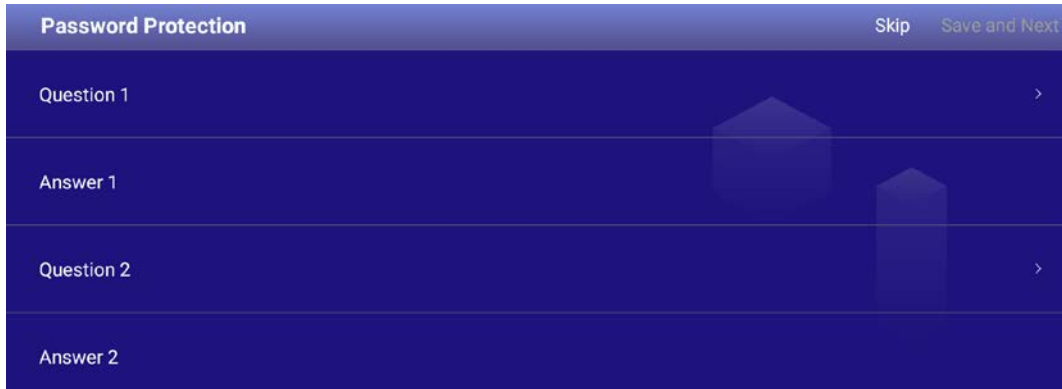 Password Protection Skip Save and Next
Question 1
Answer 1
Question 2
Answer 2